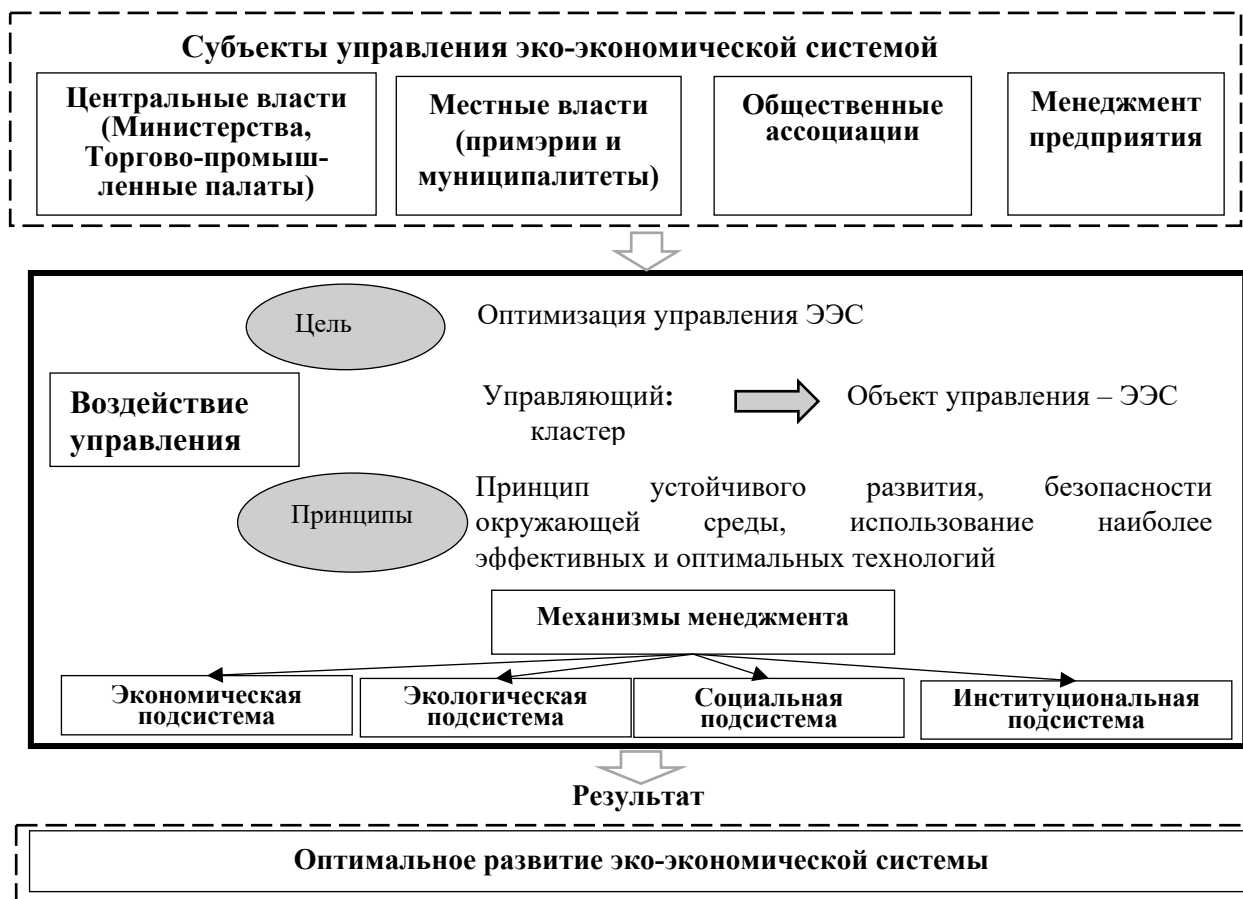 Субъекты управления эко-экономической системой
Центральные власти
(Министерства,
Торгово-промыш-
ленные палаты)
Местные власти
(примэрии и
муниципалитеты)
Общественные
ассоциации
Менеджмент
предприятия
Цель
Оптимизация управления ЭЭС
Воздействие
управления
Управляющий:
кластер
Объект управления – ЭЭС
Принципы
Принцип устойчивого развития, безопасности
окружающей среды, использование наиболее
эффективных и оптимальных технологий
Механизмы менеджмента
Экономическая
подсистема
Экологическая
подсистема
Социальная
подсистема
Институциональная
подсистема
Результат
Оптимальное развитие эко-экономической системы